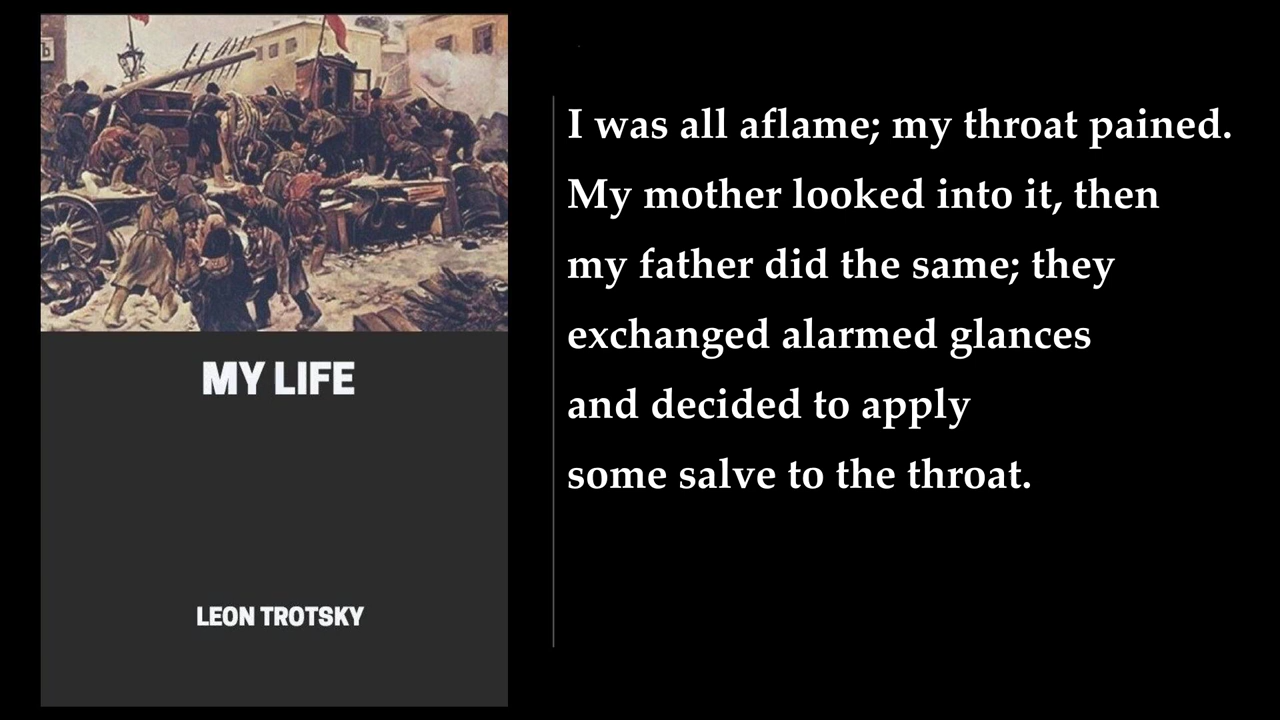 MY LIFE
LEON TROTSKY
I was all aflame; my throat pained.
My mother looked into it, then
my father did the same; they
exchanged alarmed glances
and decided to apply
some salve to the throat.